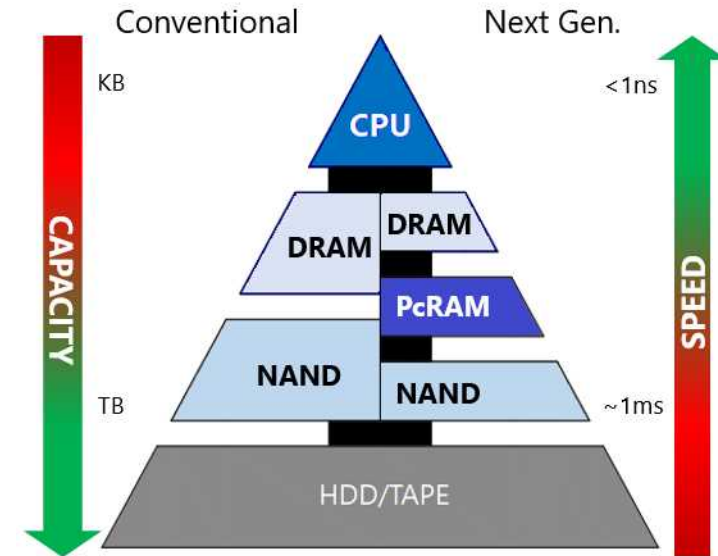 Conventional
Next Gen.
KB
<1ns
CPU
CAPACITY
SPEED
DRAM
DRAM
PcRAM
NAND
NAND
TB
~1ms
HDD/TAPE